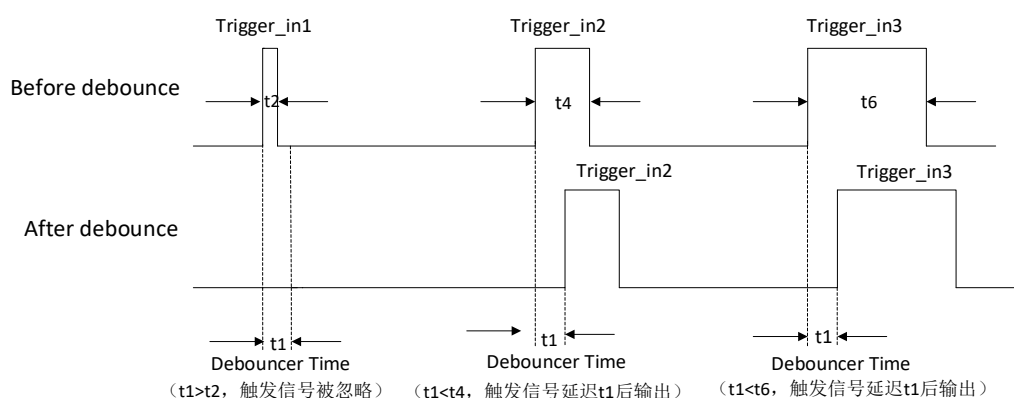 Trigger_in1 Trigger_in2 Trigger_in3
Before debounce t2 t4 t6
Trigger_in2 Trigger_in3
After debounce
t1 t1 t1
Debouncer Time Debouncer Time Debouncer Time
（t1>t2，触发信号被忽略） （t1<t4，触发信号延迟t1后输出） （t1<t6，触发信号延迟t1后输出）